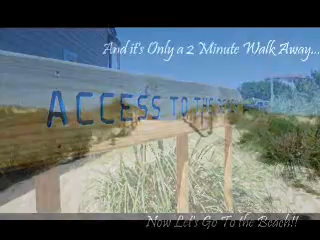 And it's Only a 2 Minute Walk Away...
ACCESS TO THE
Now Let's Go To the Beach!!